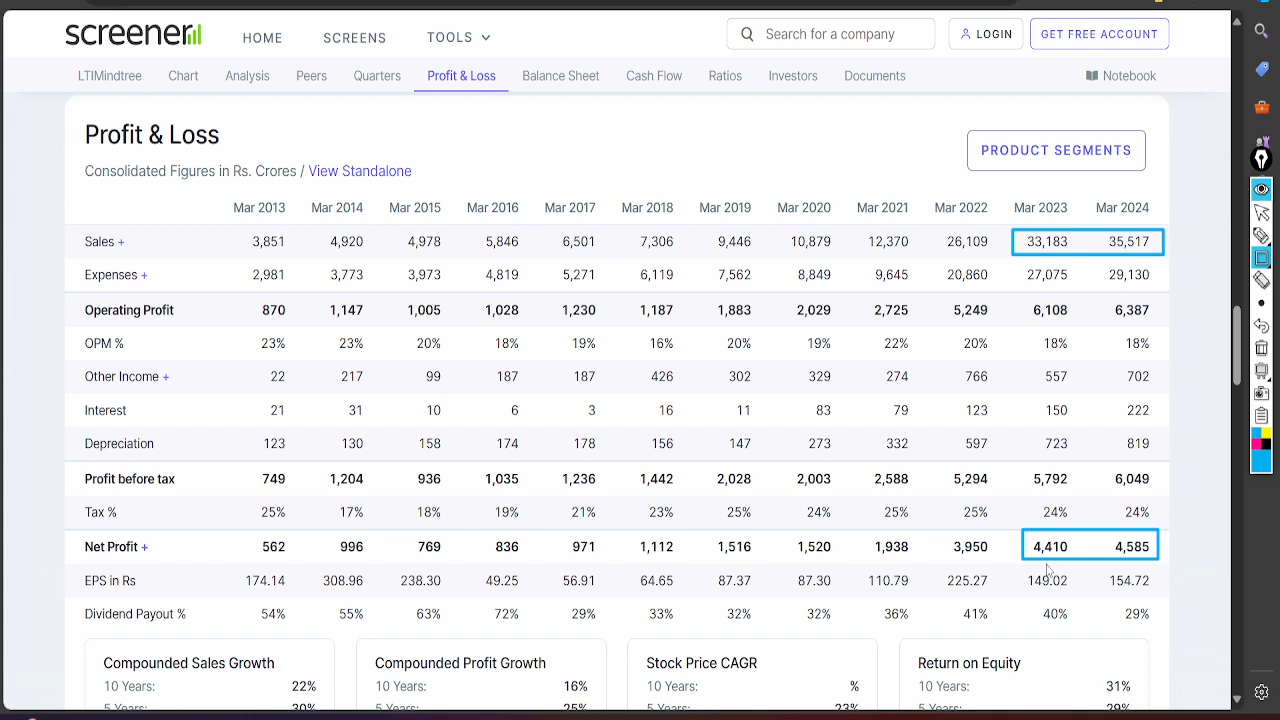 screener HOME SCREENS TOOLS Search for a company LOGIN GET FREE ACCOUNT
LTIMindtree Chart Analysis Peers Quarters Profit & Loss Balance Sheet Cash Flow Ratios Investors Documents Notebook
Profit & Loss
PRODUCT SEGMENTS
Consolidated Figures in Rs. Crores / View Standalone
Mar 2013 Mar 2014 Mar 2015 Mar 2016 Mar 2017 Mar 2018 Mar 2019 Mar 2020 Mar 2021 Mar 2022 Mar 2023 Mar 2024
Sales + 3,851 4,920 4,978 5,846 6,501 7,306 9,446 10,879 12,370 26,109 33,183 35,517
Expenses + 2,981 3,773 3,973 4,819 5,271 6,119 7,562 8,849 9,645 20,860 27,075 29,130
Operating Profit 870 1,147 1,005 1,028 1,230 1,187 1,883 2,029 2,725 5,249 6,108 6,387
OPM % 23% 23% 20% 18% 19% 16% 20% 19% 22% 20% 18% 18%
Other Income + 22 217 99 187 187 426 302 329 274 766 557 702
Interest 21 31 10 6 3 16 11 83 79 123 150 222
Depreciation 123 130 158 174 178 156 147 273 332 597 723 819
Profit before tax 749 1,204 936 1,035 1,236 1,442 2,028 2,003 2,588 5,294 5,792 6,049
Tax % 25% 17% 18% 19% 21% 23% 25% 24% 25% 25% 24% 24%
Net Profit + 562 996 769 836 971 1,112 1,516 1,520 1,938 3,950 4,410 4,585
EPS in Rs 174.14 308.96 238.30 49.25 56.91 64.65 87.37 87.30 110.79 225.27 149.02 154.72
Dividend Payout % 54% 55% 63% 72% 29% 33% 32% 32% 36% 41% 40% 29%
Compounded Sales Growth Compounded Profit Growth Stock Price CAGR Return on Equity
10 Years: 22% 10 Years: 16% 10 Years: % 10 Years: 31%
5 Years: 30% 5 Years: 25% 5 Years: 23% 5 Years: 29%